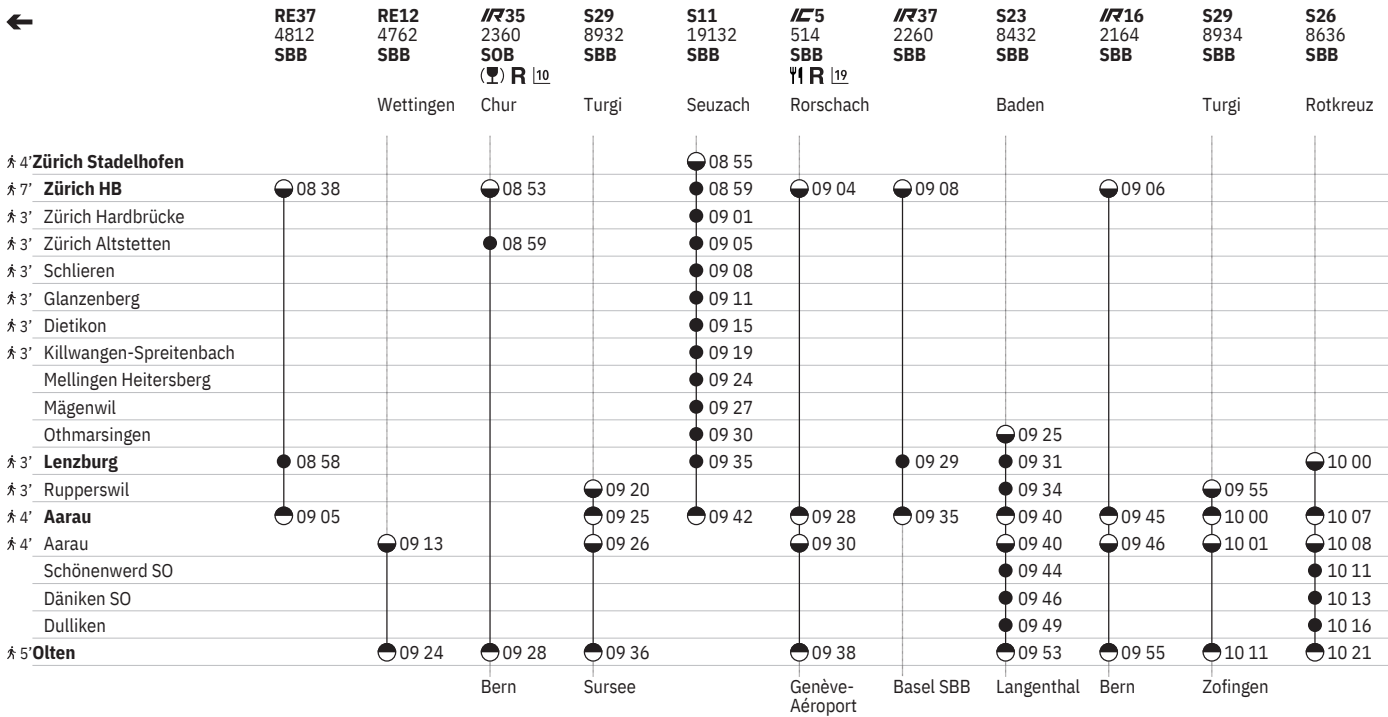 RE37 RE12 IR35 S29 S11 IC5 IR37 S23 IR16 S29 S26
4812 4762 2360 8932 19132 514 2260 8432 2164 8934 8636
SBB SBB SOB SBB SBB SBB SBB SBB SBB SBB SBB
R 10 R 19
Wettingen Chur Turgi Seuzach Rorschach Baden Turgi Rotkreuz
4’ Zürich Stadelhofen 08 55
7’ Zürich HB 08 38 08 53 08 59 09 04 09 08 09 06
3’ Zürich Hardbrücke 09 01
3’ Zürich Altstetten 08 59 09 05
3’ Schlieren 09 08
3’ Glanzenberg 09 11
3’ Dietikon 09 15
3’ Killwangen-Spreitenbach 09 19
Mellingen Heitersberg 09 24
Mägenwil 09 27
Othmarsingen 09 30 09 25
3’ Lenzburg 08 58 09 35 09 29 09 31 10 00
3’ Rupperswil 09 20 09 34 09 55
4’ Aarau 09 05 09 25 09 42 09 28 09 35 09 40 09 45 10 00 10 07
4’ Aarau 09 13 09 26 09 30 09 40 09 46 10 01 10 08
Schönenwerd SO 09 44 10 11
Däniken SO 09 46 10 13
Dulliken 09 49 10 16
5’ Olten 09 24 09 28 09 36 09 38 09 53 09 55 10 11 10 21
Bern Sursee Genève- Basel SBB Langenthal Bern Zofingen
Aéroport